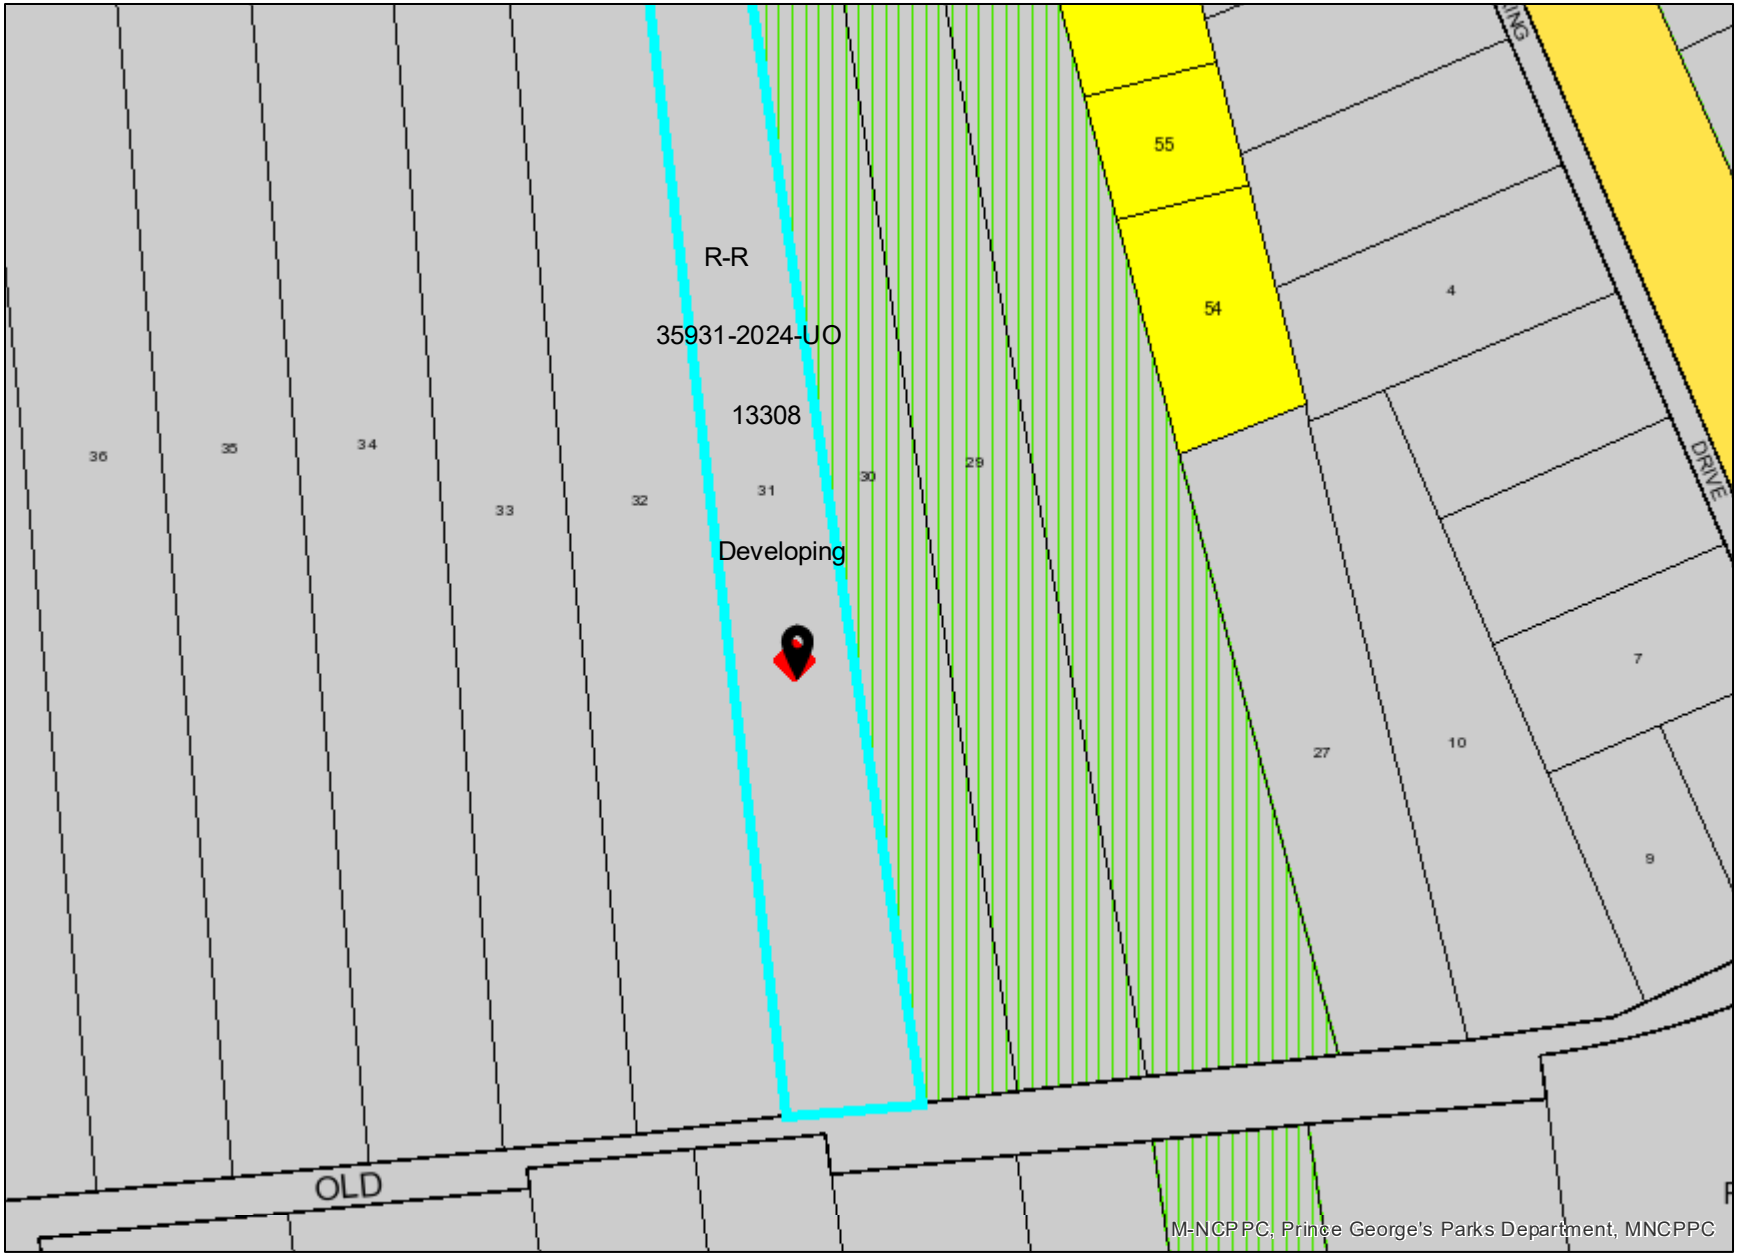 ING
55
R-R
54
4
35931-2024-UO
13308
36
35
34
33
32
31
30
29
DRIVE
Developing
7
27
10
9
OLD
M-NCPPC, Prince George's Parks Department, MNCPPC